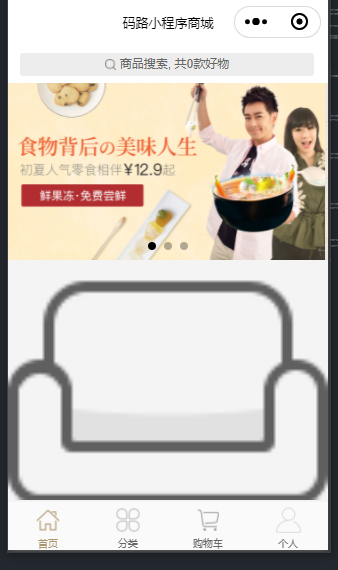 码路小程序商城
商品搜索, 共0款好物
食物背后の美味人生
初夏人气零食相伴¥12.9起
鲜果冻·免费尝鲜
首页
分类
购物车
个人